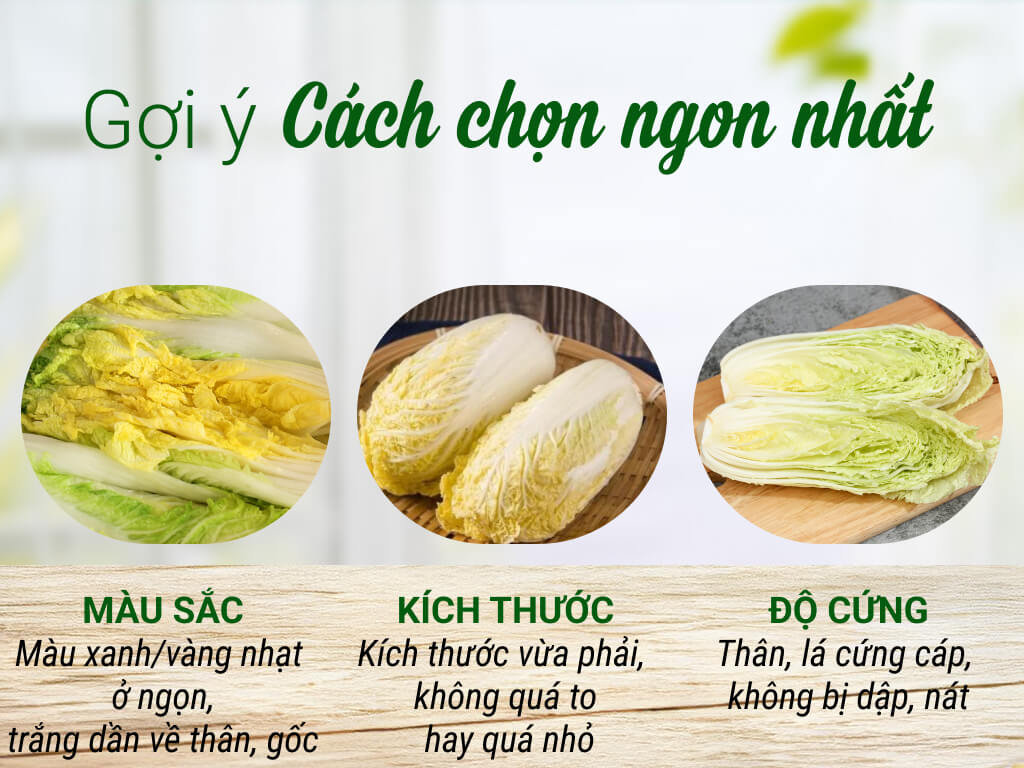 Gợi ý Cách chọn ngon nhất
MÀU SẮC
Màu xanh/vàng nhạt
ở ngọn,
trắng dần về thân, gốc
KÍCH THƯỚC
Kích thước vừa phải,
không quá to
hay quá nhỏ
ĐỘ CỨNG
Thân, lá cứng cáp,
không bị dập, nát